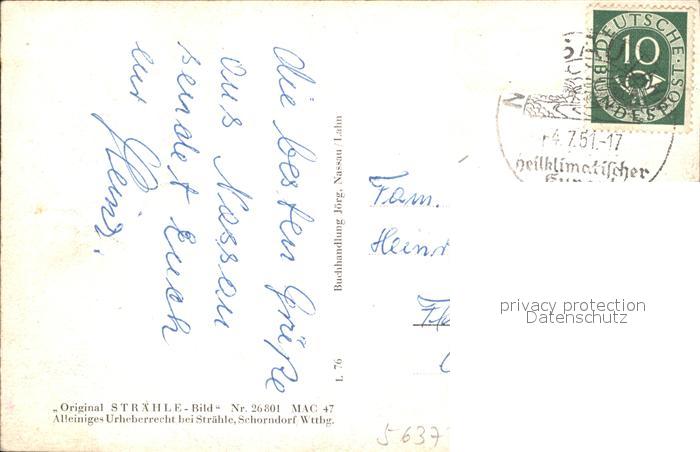 die besten Grüße
aus Nassau
sendet Euch
eur Heinz.
Buchhandlung Jörg, Nassau/Lahn
L 76
„Original STRÄHLE-Bild“ Nr. 26801 MAC 47
Alleiniges Urheberrecht bei Strähle, Schorndorf Wttbg.
DEUTSCHE BUNDESPOST
10
4.7.51.-17
heilklimatischer
Fam.
Heinr
privacy protection
Datenschutz
5637